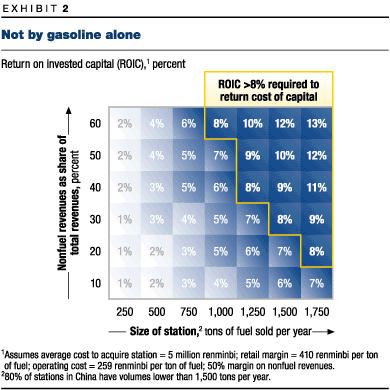 EXHIBIT 2
Not by gasoline alone
Return on invested capital (ROIC),¹ percent
ROIC >8% required to
return cost of capital
Nonfuel revenues as share of
total revenues, percent
60 2% 4% 6% 8% 10% 12% 13%
50 2% 4% 5% 7% 9% 10% 12%
40 2% 3% 5% 6% 8% 9% 11%
30 1% 3% 4% 5% 7% 8% 9%
20 1% 2% 3% 5% 6% 7% 8%
10 1% 2% 3% 4% 5% 6% 7%
250 500 750 1,000 1,250 1,500 1,750
Size of station,² tons of fuel sold per year
¹Assumes average cost to acquire station = 5 million renminbi; retail margin = 410 renminbi per ton
of fuel; operating cost = 259 renminbi per ton of fuel; 50% margin on nonfuel revenues.
²80% of stations in China have volumes lower than 1,500 tons per year.